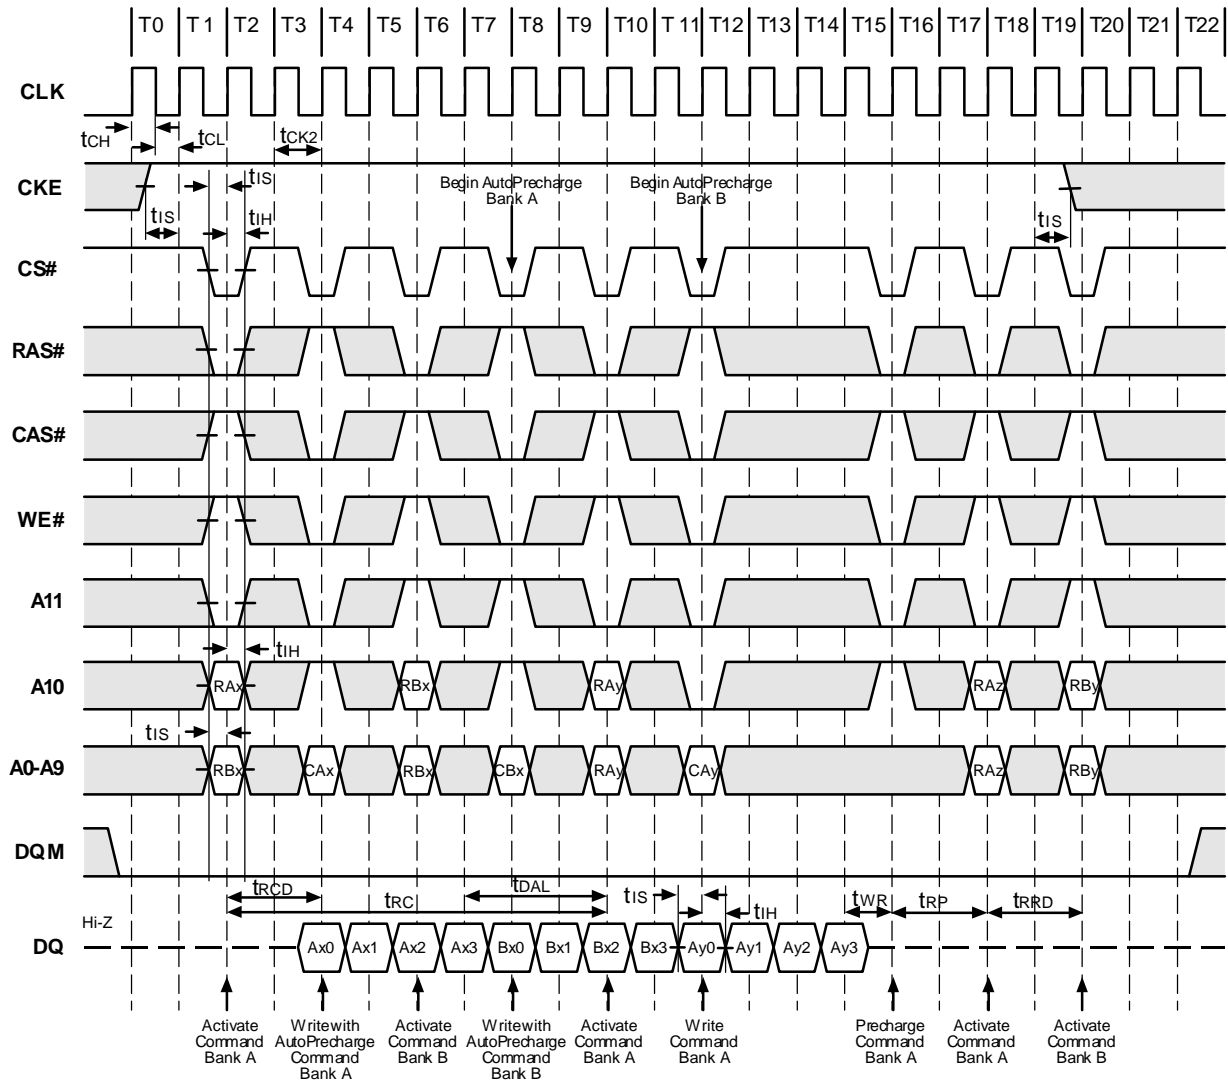 T0 T1 T2 T3 T4 T5 T6 T7 T8 T9 T10 T11 T12 T13 T14 T15 T16 T17 T18 T19 T20 T21 T22
CLK
tCH tCL tCK2
CKE
tIS
Begin AutoPrecharge
Bank A
Begin AutoPrecharge
Bank B
tIS tIH tIS
CS#
RAS#
CAS#
WE#
A11
tIH
A10 RAx RBx RAy RAz RBy
tIS
A0-A9 RBx CAx RBx CBx RAy CAy RAz RBy
DQM
tRCD tDAL tIS tWR tRP tRRD
tRC tIH
Hi-Z
DQ Ax0 Ax1 Ax2 Ax3 Bx0 Bx1 Bx2 Bx3 Ay0 Ay1 Ay2 Ay3
Activate
Command
Bank A
Write with
AutoPrecharge
Command
Bank A
Activate
Command
Bank B
Write with
AutoPrecharge
Command
Bank B
Activate
Command
Bank A
Write
Command
Bank A
Precharge
Command
Bank A
Activate
Command
Bank A
Activate
Command
Bank B